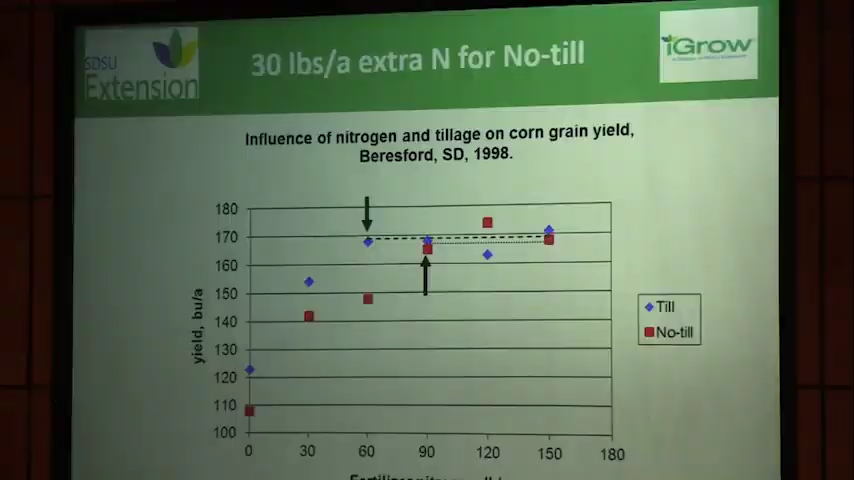 SDSU
Extension
30 lbs/a extra N for No-till
iGrow
Influence of nitrogen and tillage on corn grain yield,
Beresford, SD, 1998.
180
170
160
150
140
130
120
110
100
yield, bu/a
0 30 60 90 120 150 180
Till
No-till